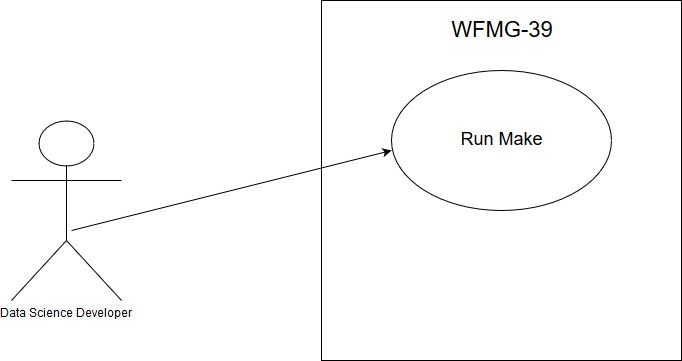 WFMG-39
Run Make
Data Science Developer